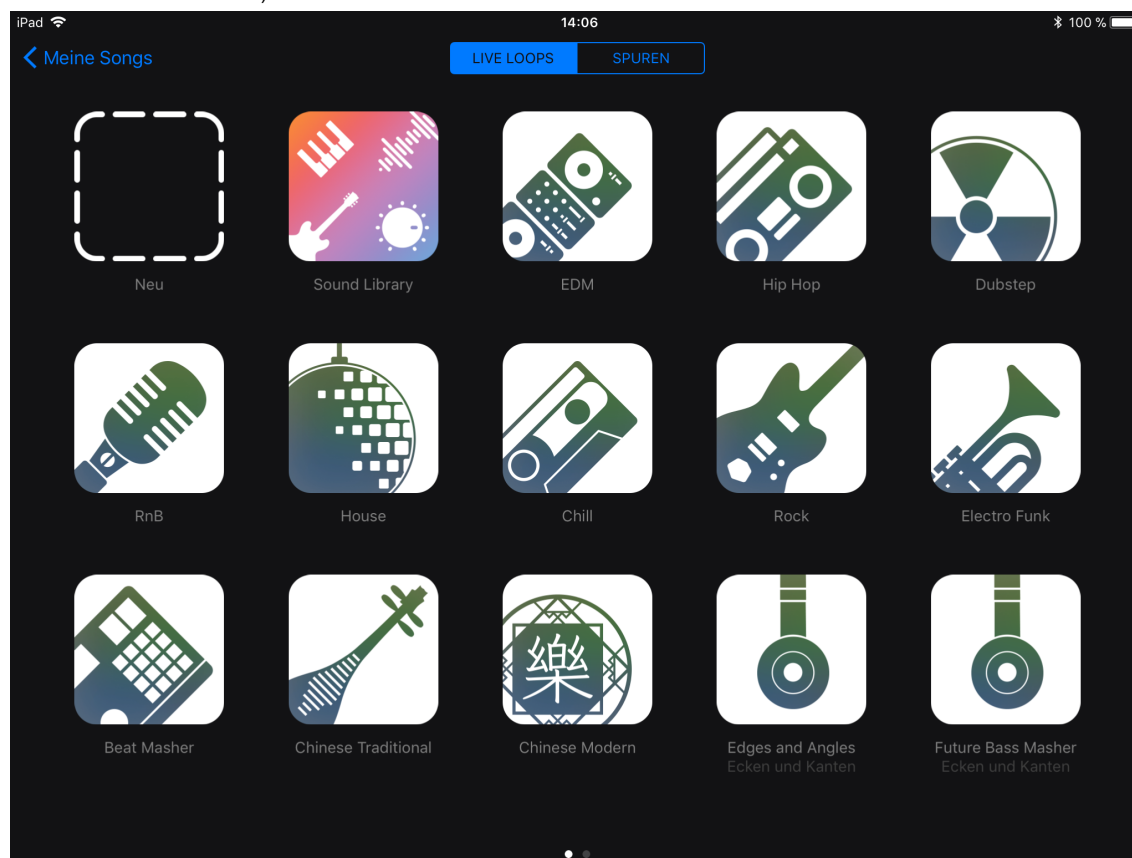 iPad 14:06 100 %
Meine Songs LIVE LOOPS SPUREN
Neu Sound Library EDM Hip Hop Dubstep
RnB House Chill Rock Electro Funk
樂
Beat Masher Chinese Traditional Chinese Modern Edges and Angles Future Bass Masher
Ecken und Kanten Ecken und Kanten